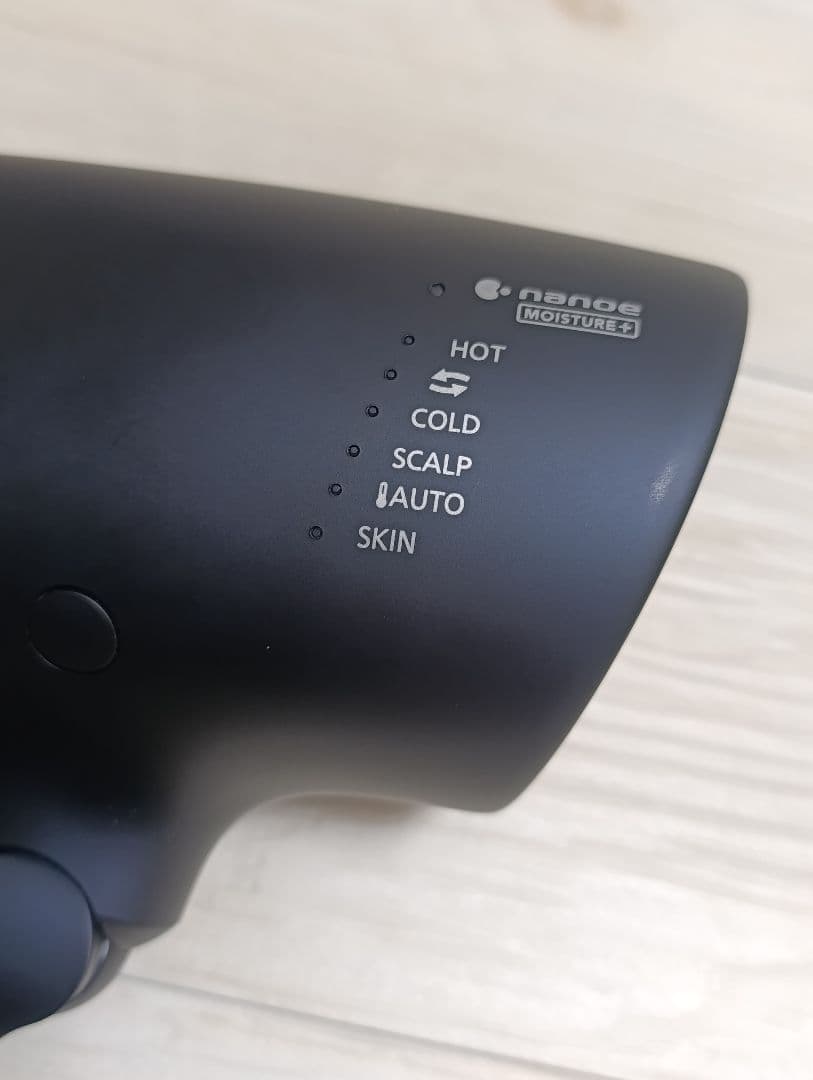 nanoe
MOISTURE+
HOT
COLD
SCALP
AUTO
SKIN